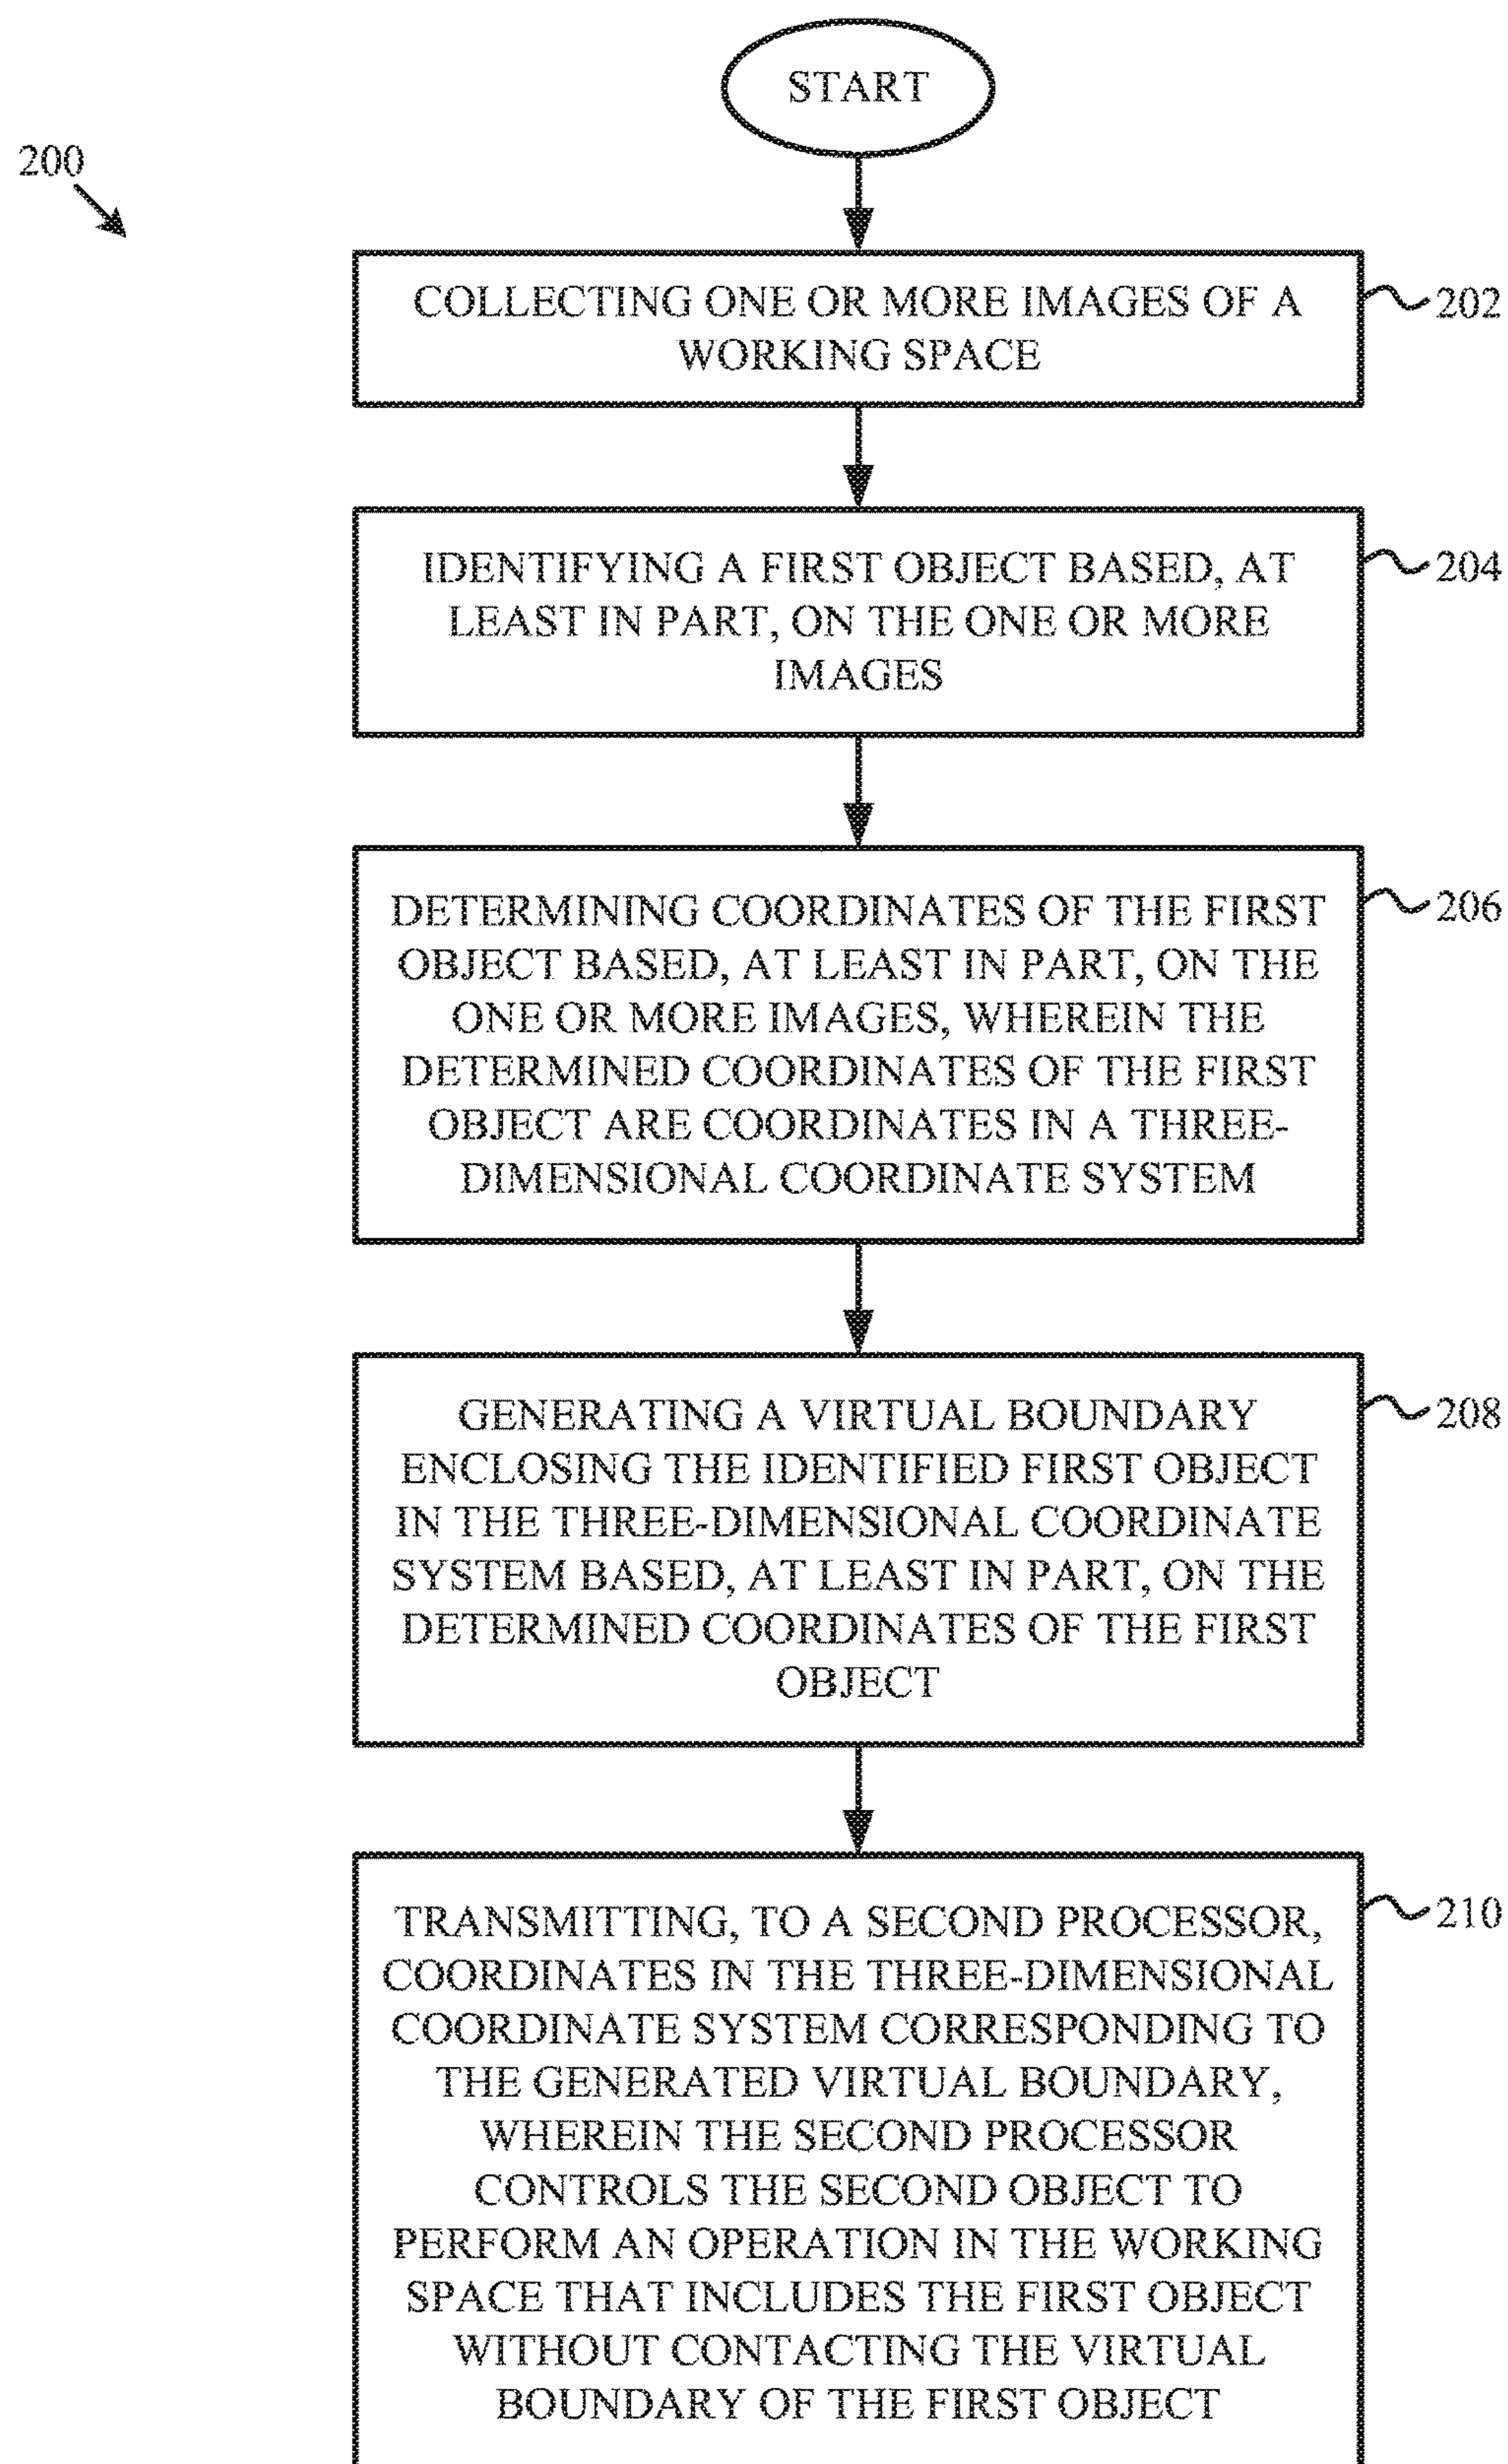 START
200
COLLECTING ONE OR MORE IMAGES OF A
WORKING SPACE
202
IDENTIFYING A FIRST OBJECT BASED, AT
LEAST IN PART, ON THE ONE OR MORE
IMAGES
204
DETERMINING COORDINATES OF THE FIRST
OBJECT BASED, AT LEAST IN PART, ON THE
ONE OR MORE IMAGES, WHEREIN THE
DETERMINED COORDINATES OF THE FIRST
OBJECT ARE COORDINATES IN A THREE-
DIMENSIONAL COORDINATE SYSTEM
206
GENERATING A VIRTUAL BOUNDARY
ENCLOSING THE IDENTIFIED FIRST OBJECT
IN THE THREE-DIMENSIONAL COORDINATE
SYSTEM BASED, AT LEAST IN PART, ON THE
DETERMINED COORDINATES OF THE FIRST
OBJECT
208
TRANSMITTING, TO A SECOND PROCESSOR,
COORDINATES IN THE THREE-DIMENSIONAL
COORDINATE SYSTEM CORRESPONDING TO
THE GENERATED VIRTUAL BOUNDARY,
WHEREIN THE SECOND PROCESSOR
CONTROLS THE SECOND OBJECT TO
PERFORM AN OPERATION IN THE WORKING
SPACE THAT INCLUDES THE FIRST OBJECT
WITHOUT CONTACTING THE VIRTUAL
BOUNDARY OF THE FIRST OBJECT
210